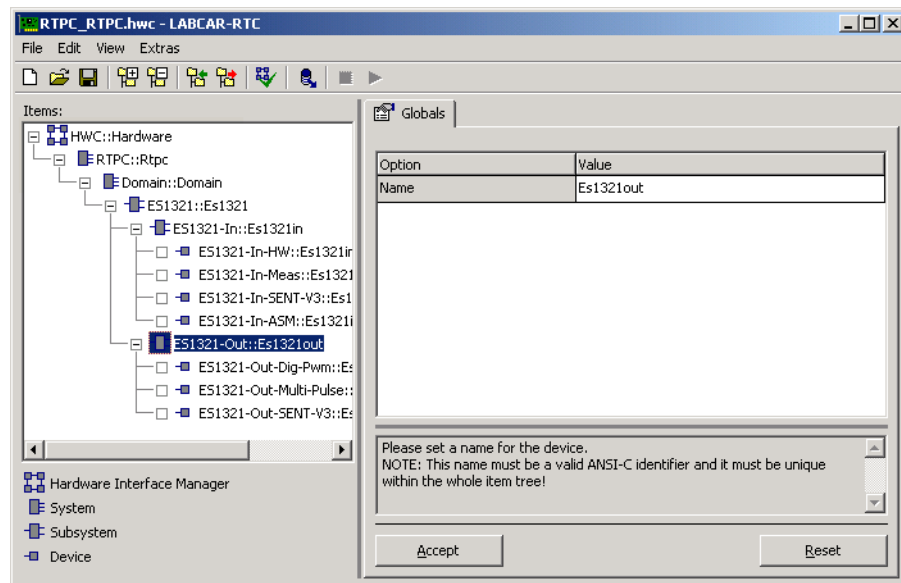 RTPC_RTPC.hwc - LABCAR-RTC
File Edit View Extras
Items:
HWC::Hardware
RTPC::Rtpc
Domain::Domain
ES1321::Es1321
ES1321-In::Es1321in
ES1321-In-HW::Es1321in
ES1321-In-Meas::Es1321
ES1321-In-SENT-V3::Es1
ES1321-In-ASM::Es1321i
ES1321-Out::Es1321out
ES1321-Out-Dig-Pwm::Es
ES1321-Out-Multi-Pulse::
ES1321-Out-SENT-V3::Es
Hardware Interface Manager
System
Subsystem
Device
Globals
Option Value
Name Es1321out
Please set a name for the device.
NOTE: This name must be a valid ANSI-C identifier and it must be unique
within the whole item tree!
Accept Reset